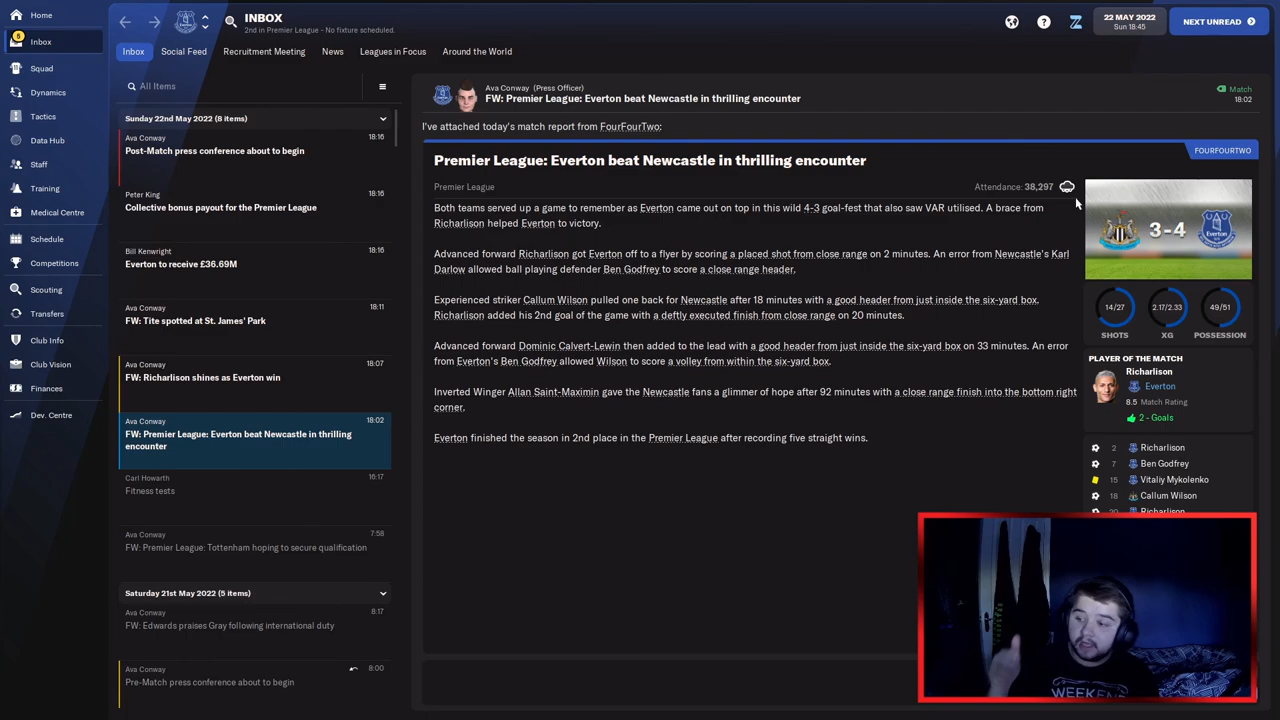 Home
5
Inbox
Squad
Dynamics
Tactics
Data Hub
Staff
Training
Medical Centre
Schedule
Competitions
Scouting
Transfers
Club Info
Club Vision
Finances
Dev. Centre
INBOX
2nd in Premier League - No fixture scheduled.
?
22 MAY 2022
Sun 18:45
NEXT UNREAD
Inbox Social Feed Recruitment Meeting News Leagues in Focus Around the World
All Items
Sunday 22nd May 2022 (8 items)
Ava Conway 18:16
Post-Match press conference about to begin
Peter King 18:16
Collective bonus payout for the Premier League
Bill Kenwright 18:16
Everton to receive £36.69M
Ava Conway 18:11
FW: Tite spotted at St. James' Park
Ava Conway 18:07
FW: Richarlison shines as Everton win
Ava Conway 18:02
FW: Premier League: Everton beat Newcastle in thrilling
encounter
Carl Howarth 16:17
Fitness tests
Ava Conway 7:58
FW: Premier League: Tottenham hoping to secure qualification
Saturday 21st May 2022 (5 items)
Ava Conway 8:17
FW: Edwards praises Gray following international duty
Ava Conway 8:00
Pre-Match press conference about to begin
Ava Conway (Press Officer)
FW: Premier League: Everton beat Newcastle in thrilling encounter
Match
18:02
I've attached today's match report from FourFourTwo:
FOURFOURTWO
Premier League: Everton beat Newcastle in thrilling encounter
Premier League Attendance: 38,297
Both teams served up a game to remember as Everton came out on top in this wild 4-3 goal-fest that also saw VAR utilised. A brace from
Richarlison helped Everton to victory.
Advanced forward Richarlison got Everton off to a flyer by scoring a placed shot from close range on 2 minutes. An error from Newcastle's Karl
Darlow allowed ball playing defender Ben Godfrey to score a close range header.
Experienced striker Callum Wilson pulled one back for Newcastle after 18 minutes with a good header from just inside the six-yard box.
Richarlison added his 2nd goal of the game with a deftly executed finish from close range on 20 minutes.
Advanced forward Dominic Calvert-Lewin then added to the lead with a good header from just inside the six-yard box on 33 minutes. An error
from Everton's Ben Godfrey allowed Wilson to score a volley from within the six-yard box.
Inverted Winger Allan Saint-Maximin gave the Newcastle fans a glimmer of hope after 92 minutes with a close range finish into the bottom right
corner.
Everton finished the season in 2nd place in the Premier League after recording five straight wins.
3-4
Everton
14/27 2.17/2.33 49/51
SHOTS XG POSSESSION
PLAYER OF THE MATCH
Richarlison
Everton
8.5 Match Rating
2 - Goals
2 Richarlison
7 Ben Godfrey
15 Vitaliy Mykolenko
18 Callum Wilson
20 Richarlison
WEEKEND